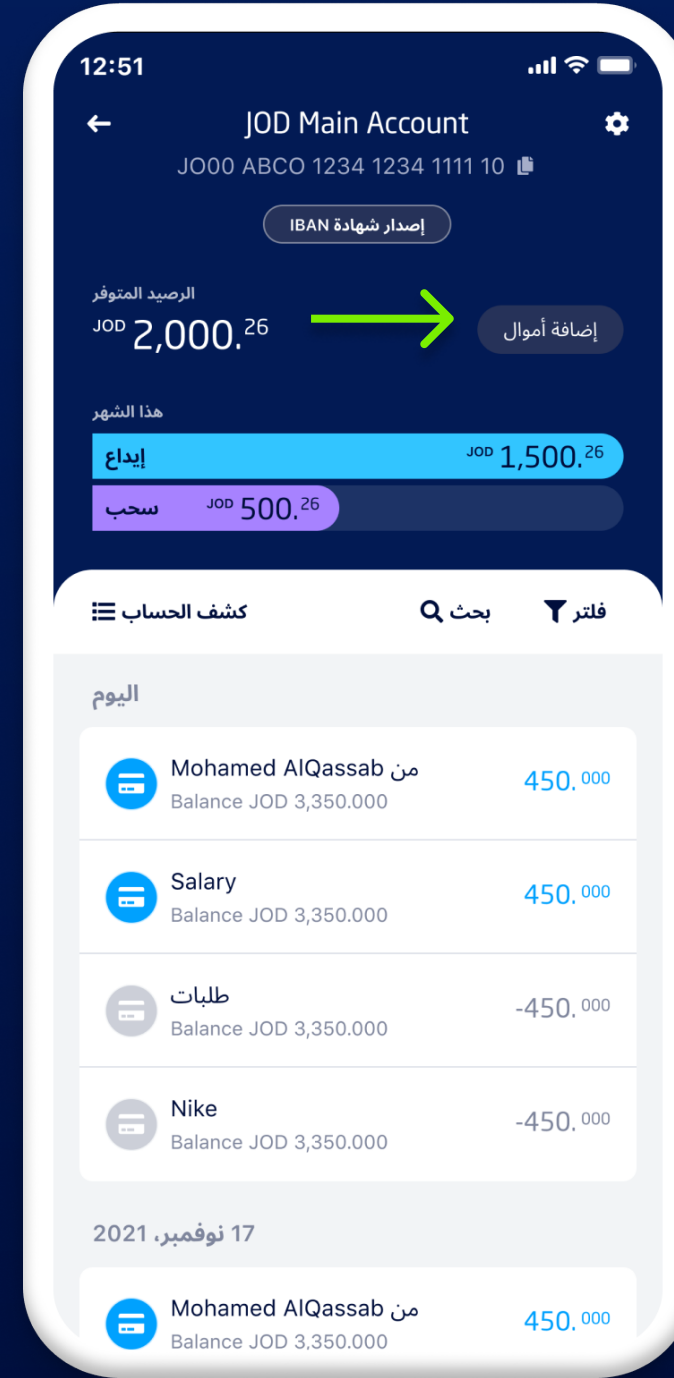 12:51
JOD Main Account
JO00 ABCO 1234 1234 1111 10
إصدار شهادة IBAN
الرصيد المتوفر
JOD 2,000.26
إضافة أموال
هذا الشهر
إيداع JOD 1,500.26
سحب JOD 500.26
كشف الحساب بحث فلتر
اليوم
من Mohamed AlQassab 450.000
Balance JOD 3,350.000
Salary 450.000
Balance JOD 3,350.000
طلبات -450.000
Balance JOD 3,350.000
Nike -450.000
Balance JOD 3,350.000
17 نوفمبر، 2021
من Mohamed AlQassab 450.000
Balance JOD 3,350.000